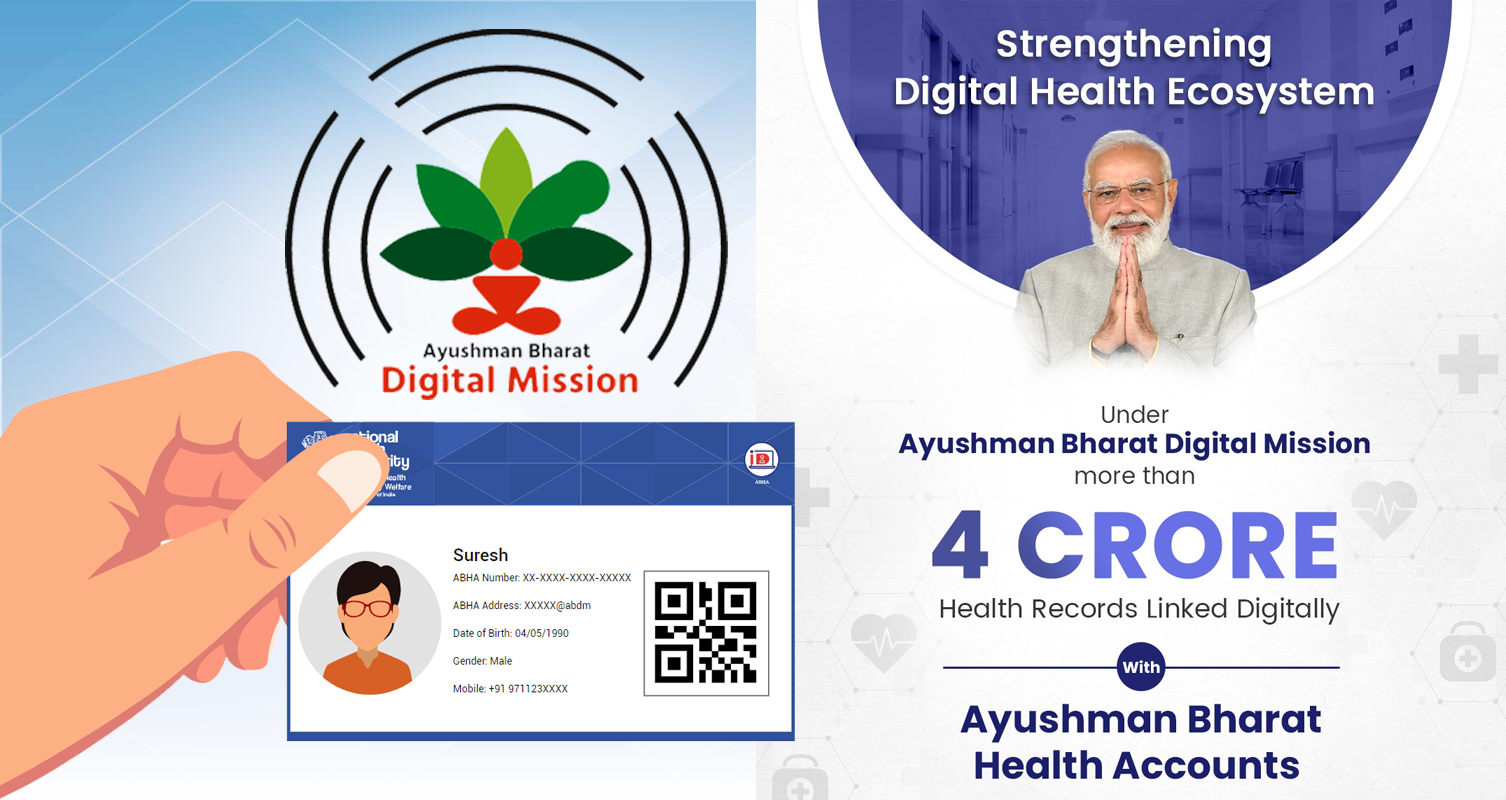 Ayushman Bharat
Digital Mission
ABHA
Suresh
ABHA Number: XX-XXXX-XXXX-XXXXX
ABHA Address: XXXXX@abdm
Date of Birth: 04/05/1990
Gender: Male
Mobile: +91 971123XXXX
Strengthening
Digital Health Ecosystem
Under
Ayushman Bharat Digital Mission
more than
4 CRORE
Health Records Linked Digitally
With
Ayushman Bharat
Health Accounts